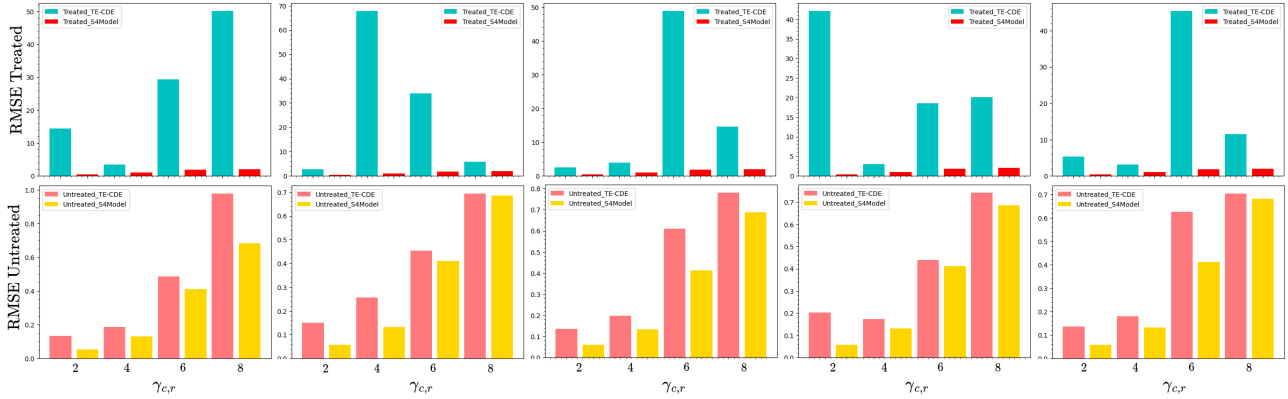 RMSE Treated
50
40
30
20
10
0
Treated_TE-CDE
Treated_S4Model
70
60
50
40
30
20
10
0
Treated_TE-CDE
Treated_S4Model
50
40
30
20
10
0
Treated_TE-CDE
Treated_S4Model
40
35
30
25
20
15
10
5
0
Treated_TE-CDE
Treated_S4Model
40
30
20
10
0
Treated_TE-CDE
Treated_S4Model
RMSE Untreated
1.0
0.8
0.6
0.4
0.2
0.0
Untreated_TE-CDE
Untreated_S4Model
2 4 6 8
γc,r
0.7
0.6
0.5
0.4
0.3
0.2
0.1
0.0
Untreated_TE-CDE
Untreated_S4Model
2 4 6 8
γc,r
0.8
0.7
0.6
0.5
0.4
0.3
0.2
0.1
0.0
Untreated_TE-CDE
Untreated_S4Model
2 4 6 8
γc,r
0.7
0.6
0.5
0.4
0.3
0.2
0.1
0.0
Untreated_TE-CDE
Untreated_S4Model
2 4 6 8
γc,r
0.7
0.6
0.5
0.4
0.3
0.2
0.1
0.0
Untreated_TE-CDE
Untreated_S4Model
2 4 6 8
γc,r